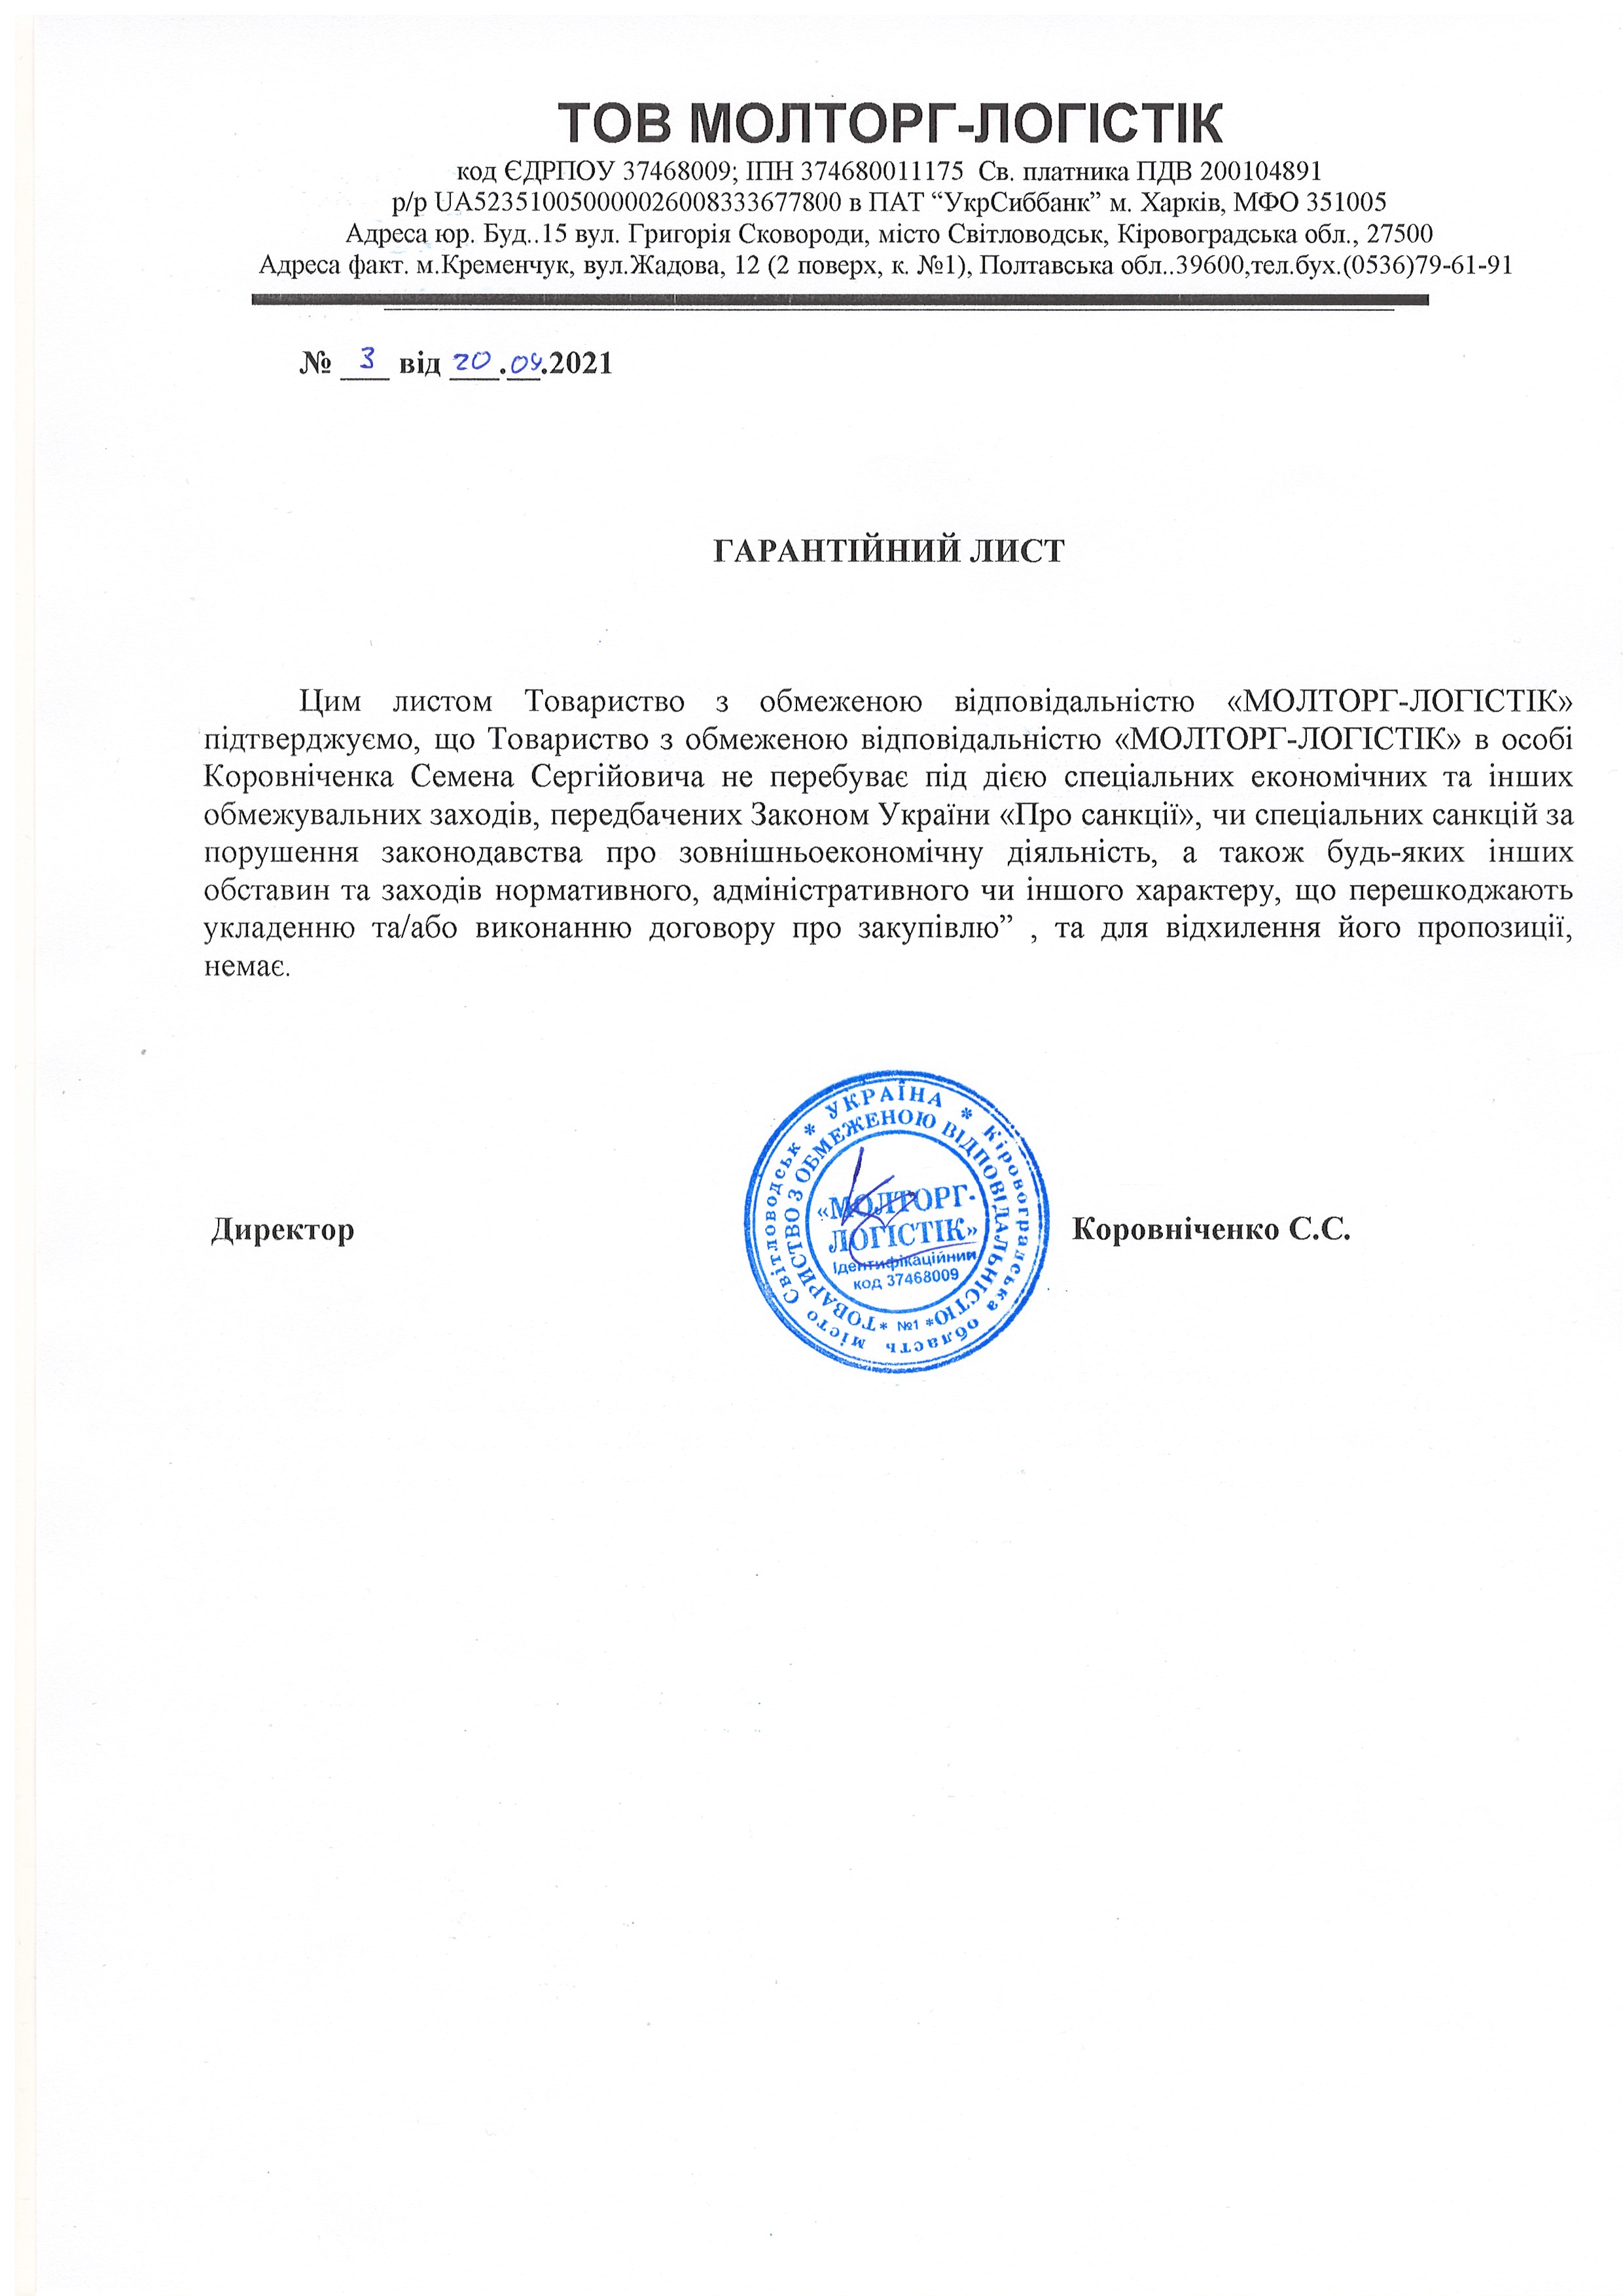 ТОВ МОЛТОРГ-ЛОГІСТІК
код ЄДРПОУ 37468009; ІПН 374680011175 Св. платника ПДВ 200104891
р/р UA523510050000026008333677800 в ПАТ “УкрСиббанк” м. Харків, МФО 351005
Адреса юр. Буд..15 вул. Григорія Сковороди, місто Світловодськ, Кіровоградська обл., 27500
Адреса факт. м.Кременчук, вул.Жадова, 12 (2 поверх, к. №1), Полтавська обл..39600,тел.бух.(0536)79-61-91
№ 3 від 20.04.2021
ГАРАНТІЙНИЙ ЛИСТ
Цим листом Товариство з обмеженою відповідальністю «МОЛТОРГ-ЛОГІСТІК»
підтверджуємо, що Товариство з обмеженою відповідальністю «МОЛТОРГ-ЛОГІСТІК» в особі
Коровніченка Семена Сергійовича не перебуває під дією спеціальних економічних та інших
обмежувальних заходів, передбачених Законом України «Про санкції», чи спеціальних санкцій за
порушення законодавства про зовнішньоекономічну діяльність, а також будь-яких інших
обставин та заходів нормативного, адміністративного чи іншого характеру, що перешкоджають
укладенню та/або виконанню договору про закупівлю” , та для відхилення його пропозиції,
немає.
Директор
Коровніченко С.С.
* УКРАЇНА * Кіровоградська область місто Світловодськ
ТОВАРИСТВО З ОБМЕЖЕНОЮ ВІДПОВІДАЛЬНІСТЮ
* №1 *
«МОЛТОРГ-
ЛОГІСТІК»
Ідентифікаційний
код 37468009